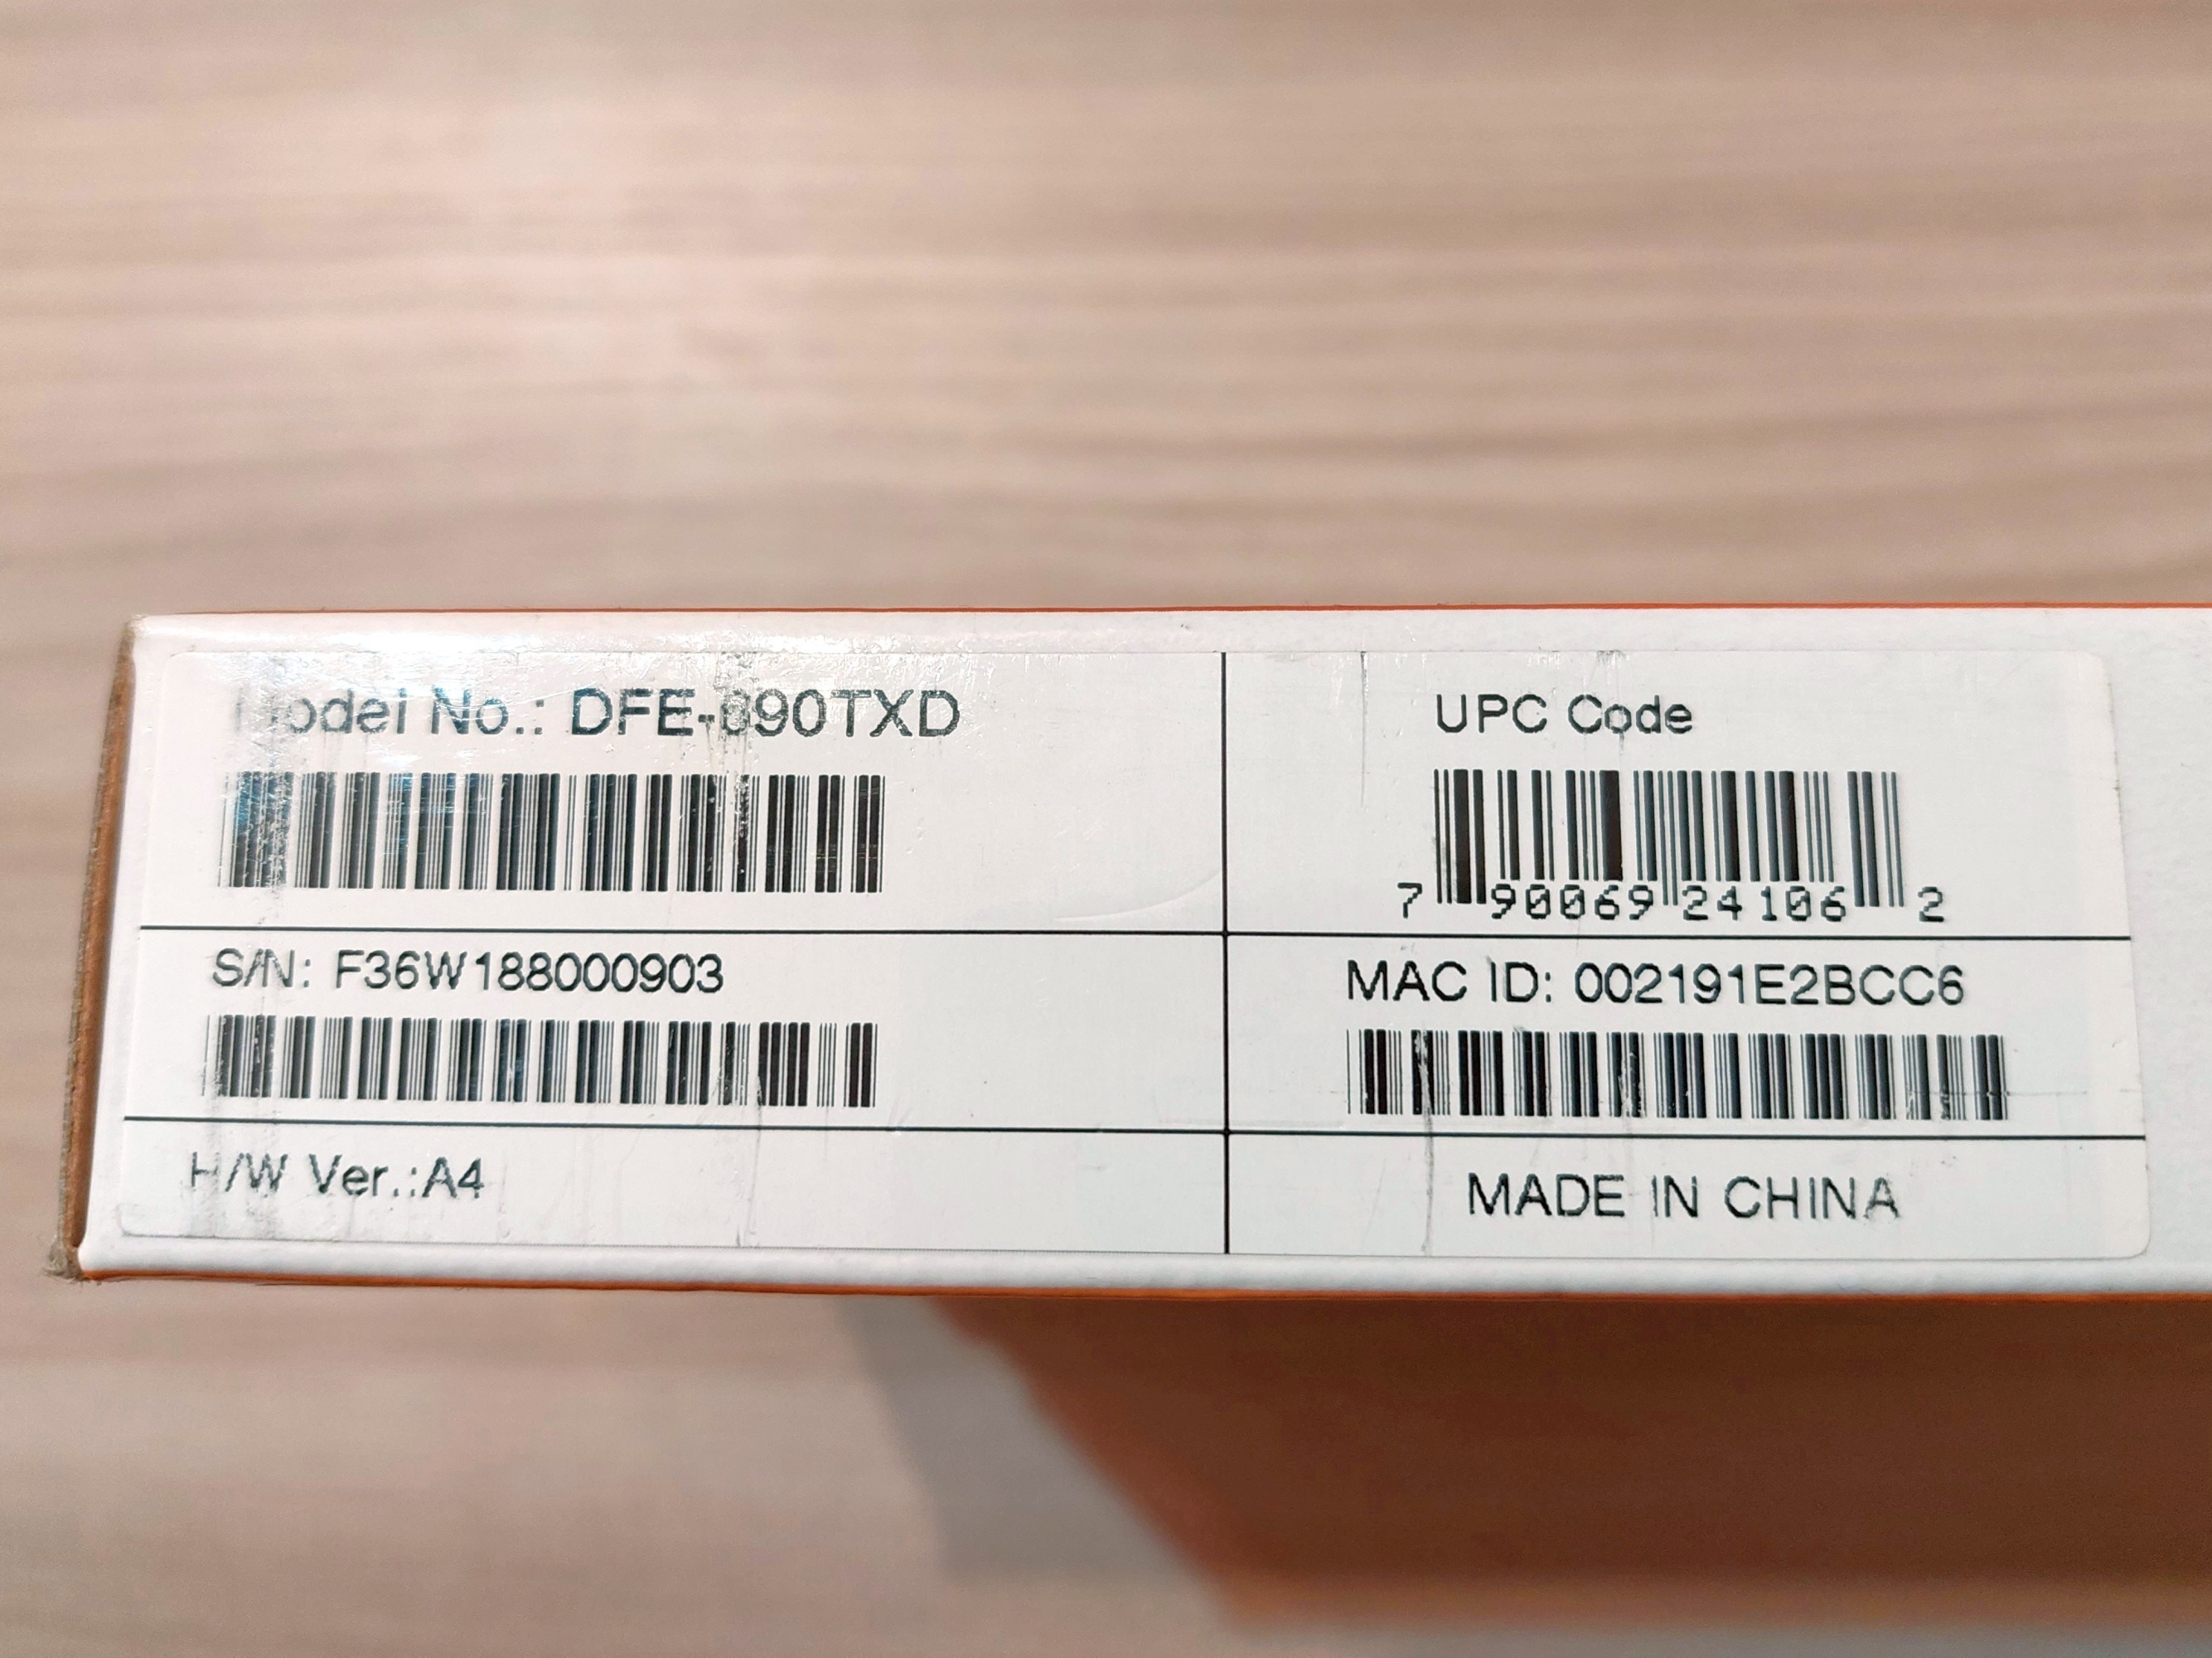 Model No.: DFE-690TXD
UPC Code
7 90069 24106 2
S/N: F36W188000903
MAC ID: 002191E2BCC6
H/W Ver.:A4
MADE IN CHINA